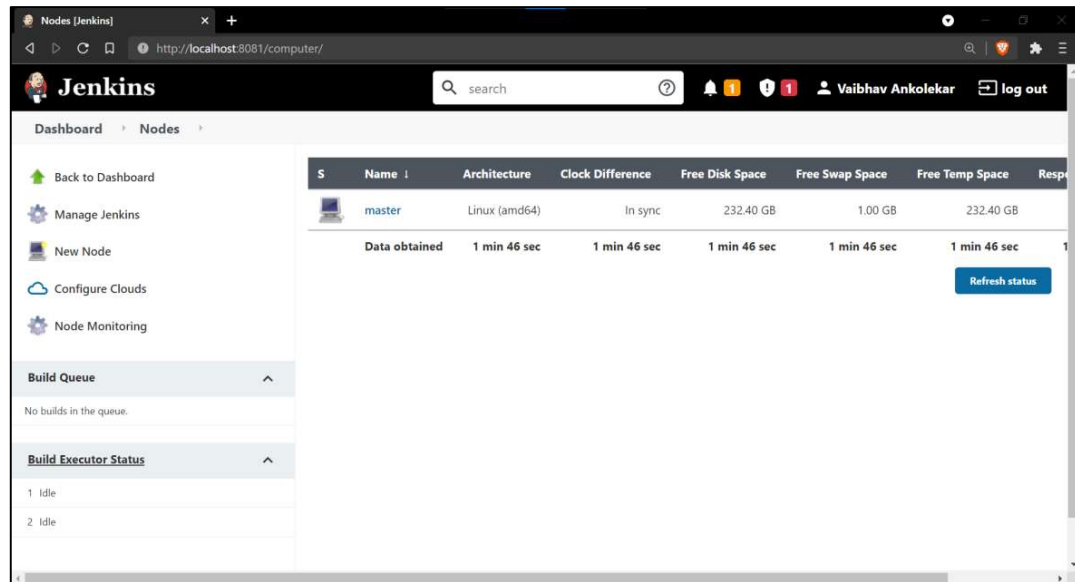 Nodes [Jenkins]
http://localhost:8081/computer/
Jenkins
search
1
1
Vaibhav Ankolekar
log out
Dashboard
Nodes
Back to Dashboard
Manage Jenkins
New Node
Configure Clouds
Node Monitoring
Build Queue
No builds in the queue.
Build Executor Status
1 Idle
2 Idle
S Name ↓ Architecture Clock Difference Free Disk Space Free Swap Space Free Temp Space Respo
master Linux (amd64) In sync 232.40 GB 1.00 GB 232.40 GB
Data obtained 1 min 46 sec 1 min 46 sec 1 min 46 sec 1 min 46 sec 1 min 46 sec 1
Refresh status